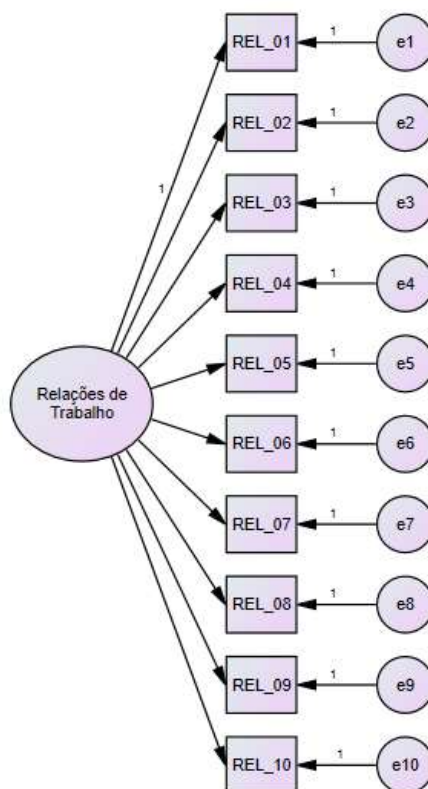 REL_01
1
e1
REL_02
1
e2
1
REL_03
1
e3
REL_04
1
e4
REL_05
1
e5
Relações de
Trabalho
REL_06
1
e6
REL_07
1
e7
REL_08
1
e8
REL_09
1
e9
REL_10
1
e10